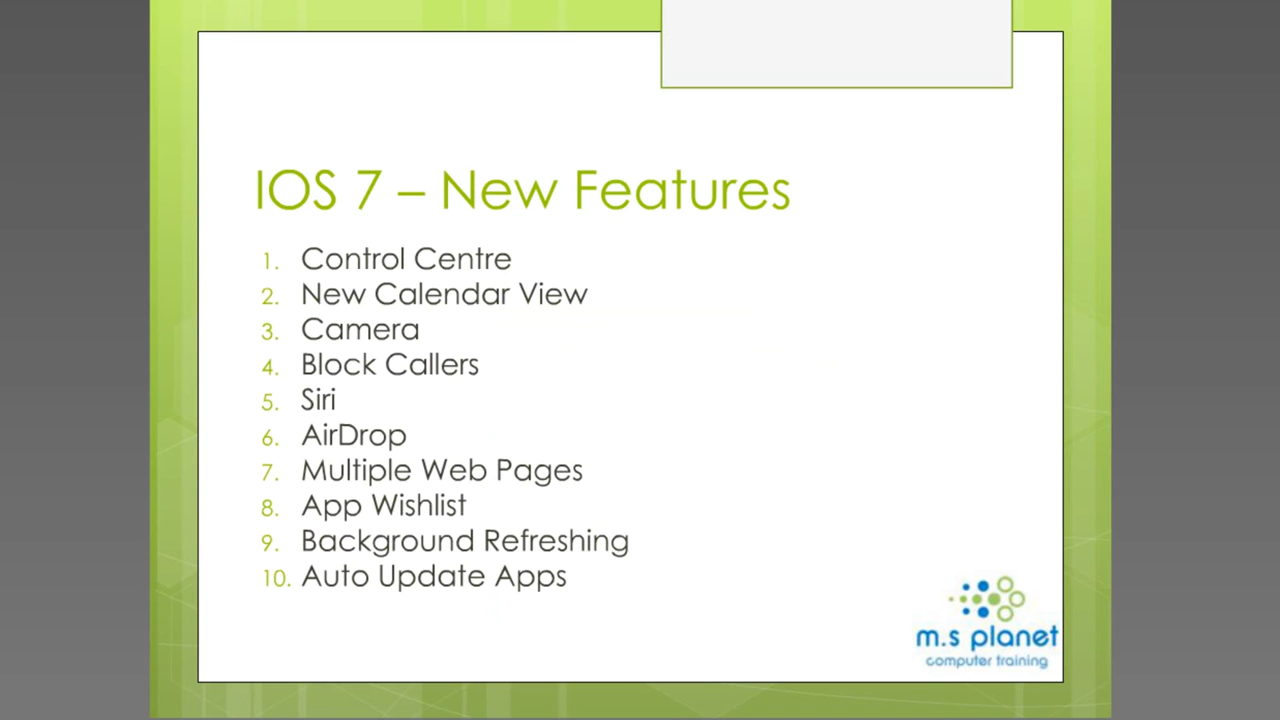 IOS 7 – New Features
1. Control Centre
2. New Calendar View
3. Camera
4. Block Callers
5. Siri
6. AirDrop
7. Multiple Web Pages
8. App Wishlist
9. Background Refreshing
10. Auto Update Apps
m.s planet
computer training